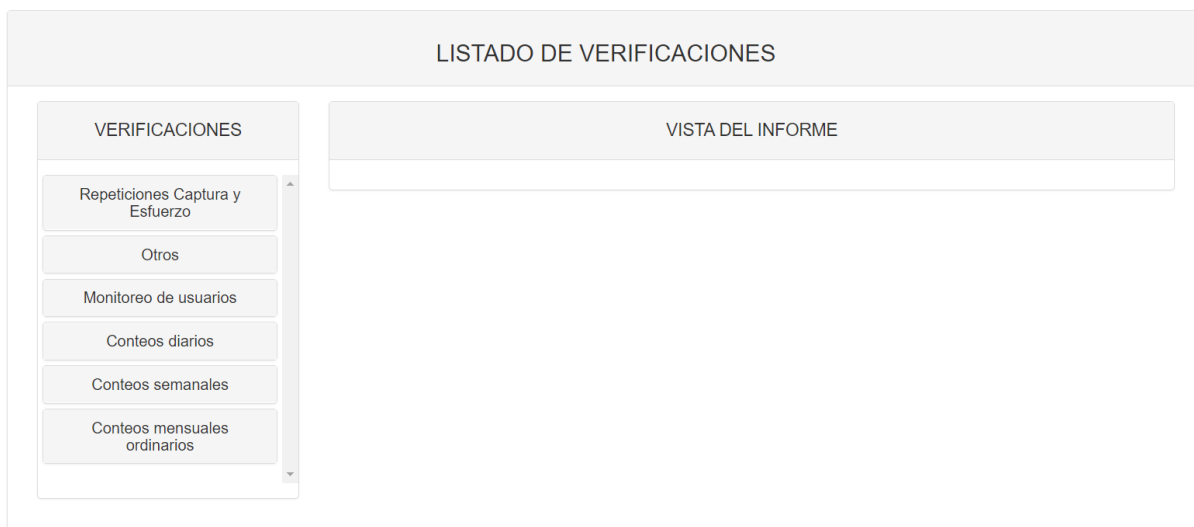 LISTADO DE VERIFICACIONES
VERIFICACIONES
Repeticiones Captura y
Esfuerzo
Otros
Monitoreo de usuarios
Conteos diarios
Conteos semanales
Conteos mensuales
ordinarios
VISTA DEL INFORME